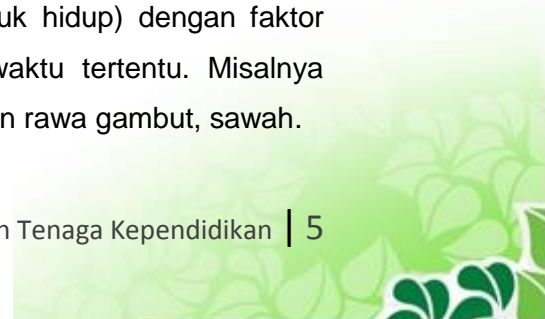 uk hidup) dengan faktor
waktu tertentu. Misalnya
n rawa gambut, sawah.
n Tenaga Kependidikan | 5